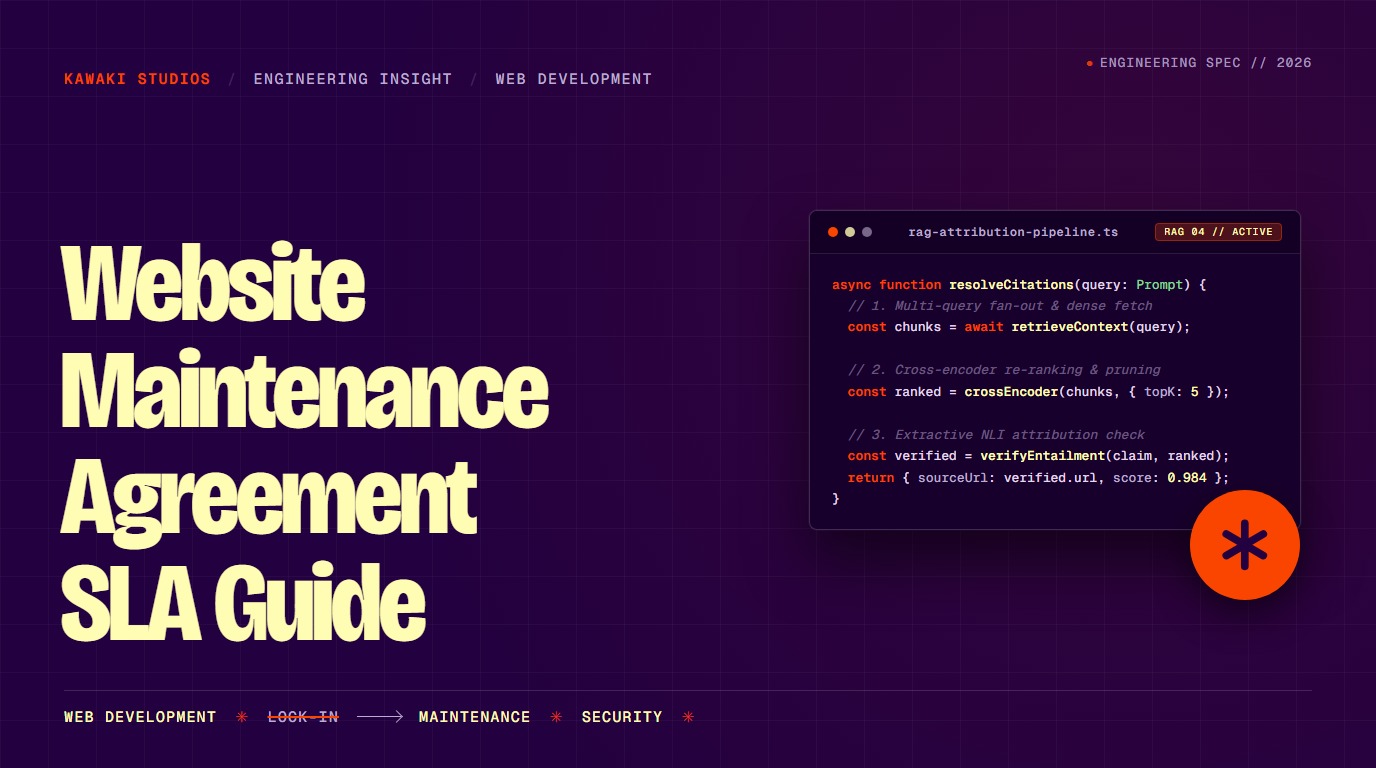 KAWAKI STUDIOS / ENGINEERING INSIGHT / WEB DEVELOPMENT
ENGINEERING SPEC // 2026
Website
Maintenance
Agreement
SLA Guide
rag-attribution-pipeline.ts
RAG 04 // ACTIVE
async function resolveCitations(query: Prompt) {
// 1. Multi-query fan-out & dense fetch
const chunks = await retrieveContext(query);
// 2. Cross-encoder re-ranking & pruning
const ranked = crossEncoder(chunks, { topK: 5 });
// 3. Extractive NLI attribution check
const verified = verifyEntailment(claim, ranked);
return { sourceUrl: verified.url, score: 0.984 };
}
WEB DEVELOPMENT LOCK-IN MAINTENANCE SECURITY